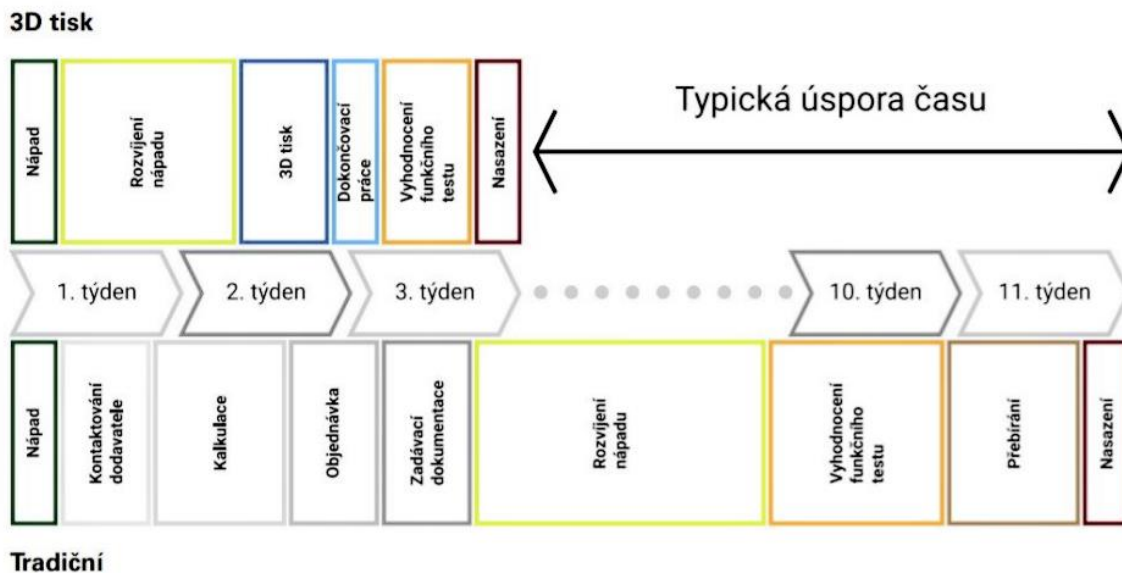 3D tisk
Nápad
Rozvíjení
nápadu
3D tisk
Dokončovací
práce
Vyhodnocení
funkčního
testu
Nasazení
Typická úspora času
1. týden
2. týden
3. týden
10. týden
11. týden
Nápad
Kontaktování
dodavatele
Kalkulace
Objednávka
Zadávací
dokumentace
Rozvíjení
nápadu
Vyhodnocení
funkčního
testu
Přebírání
Nasazení
Tradiční